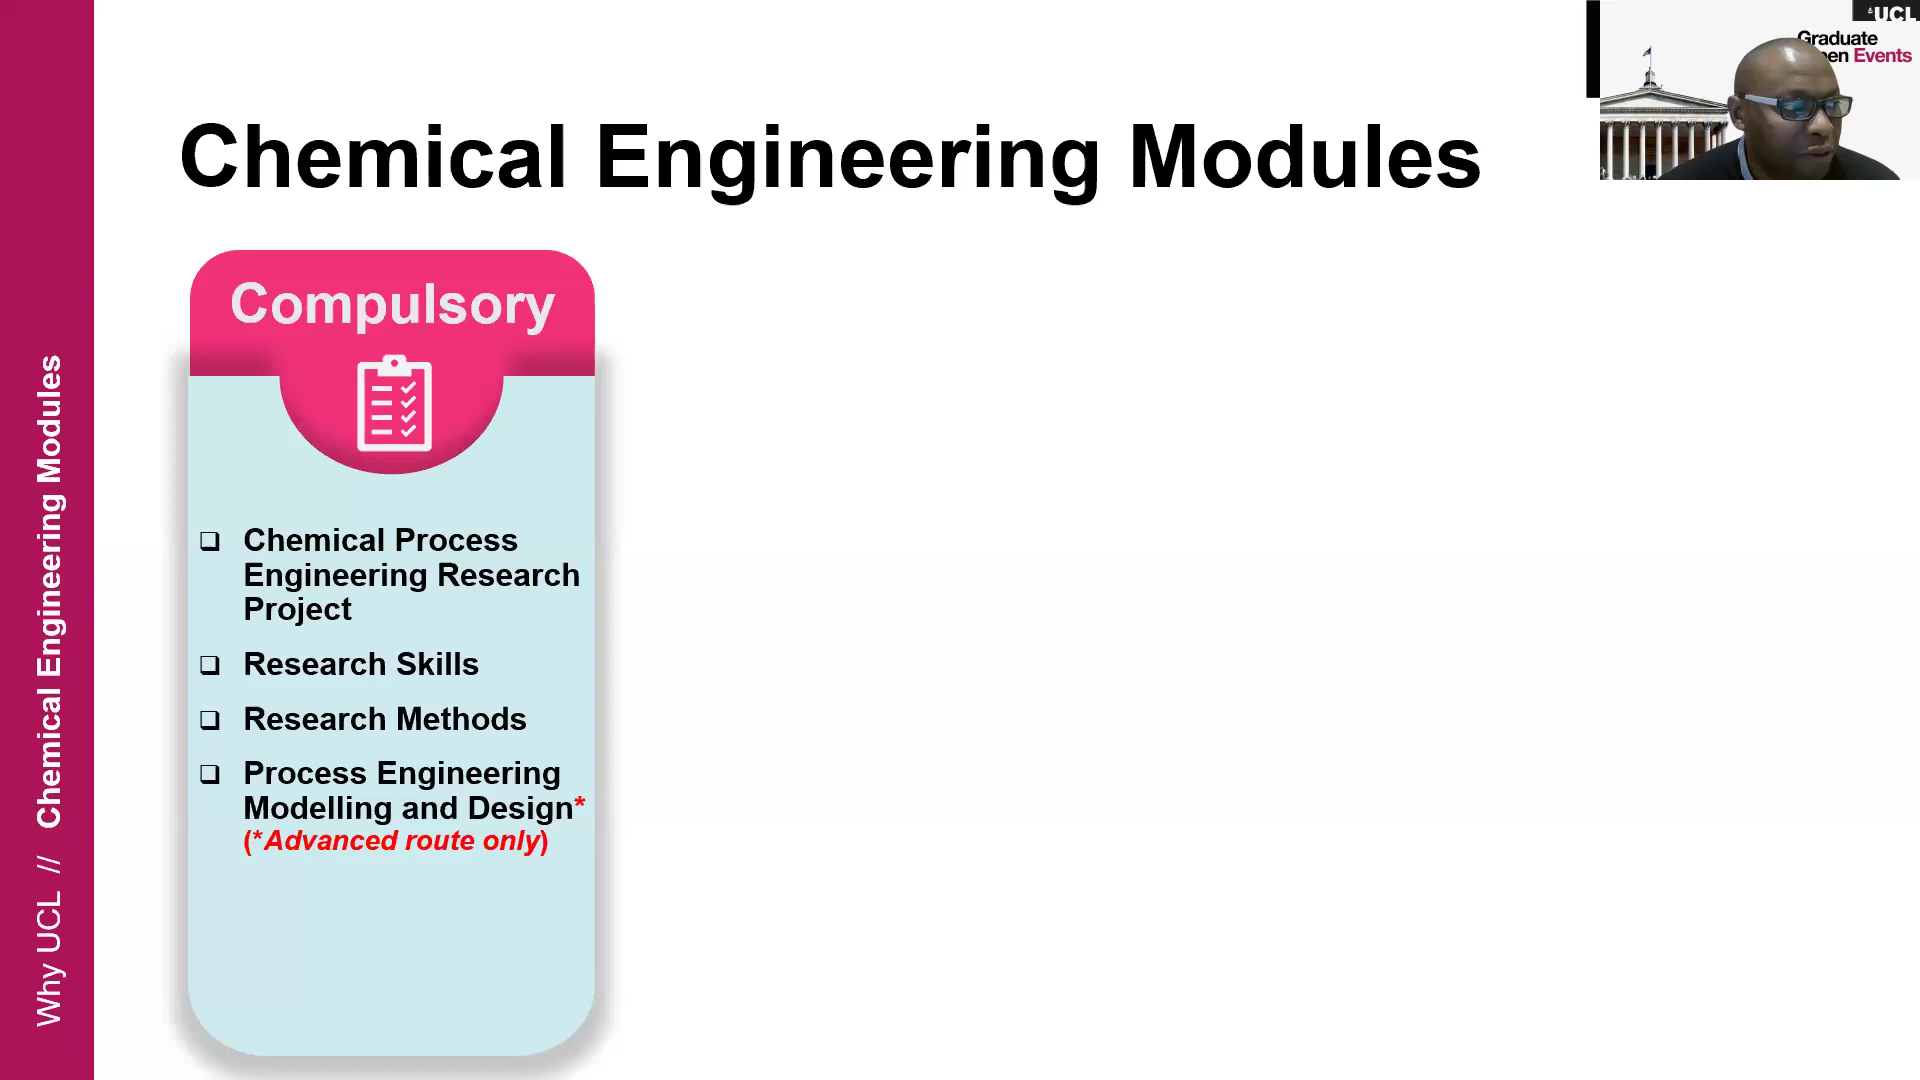 UCL
Graduate
Events
Chemical Engineering Modules
Compulsory
Chemical Process
Engineering Research
Project
Research Skills
Research Methods
Process Engineering
Modelling and Design*
(*Advanced route only)
Why UCL // Chemical Engineering Modules